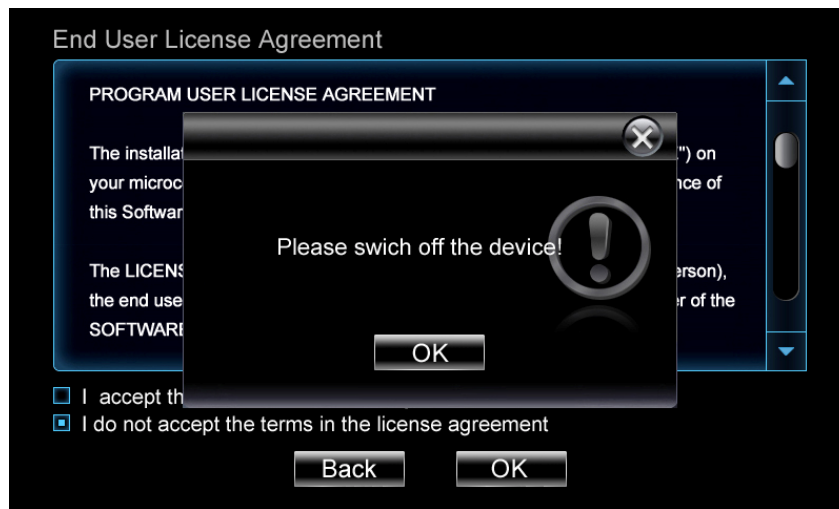 End User License Agreement
PROGRAM USER LICENSE AGREEMENT
The installat ") on
your microc nce of
this Softwar
Please swich off the device!
The LICENS erson),
the end use er of the
SOFTWARE
OK
I accept th
I do not accept the terms in the license agreement
Back OK